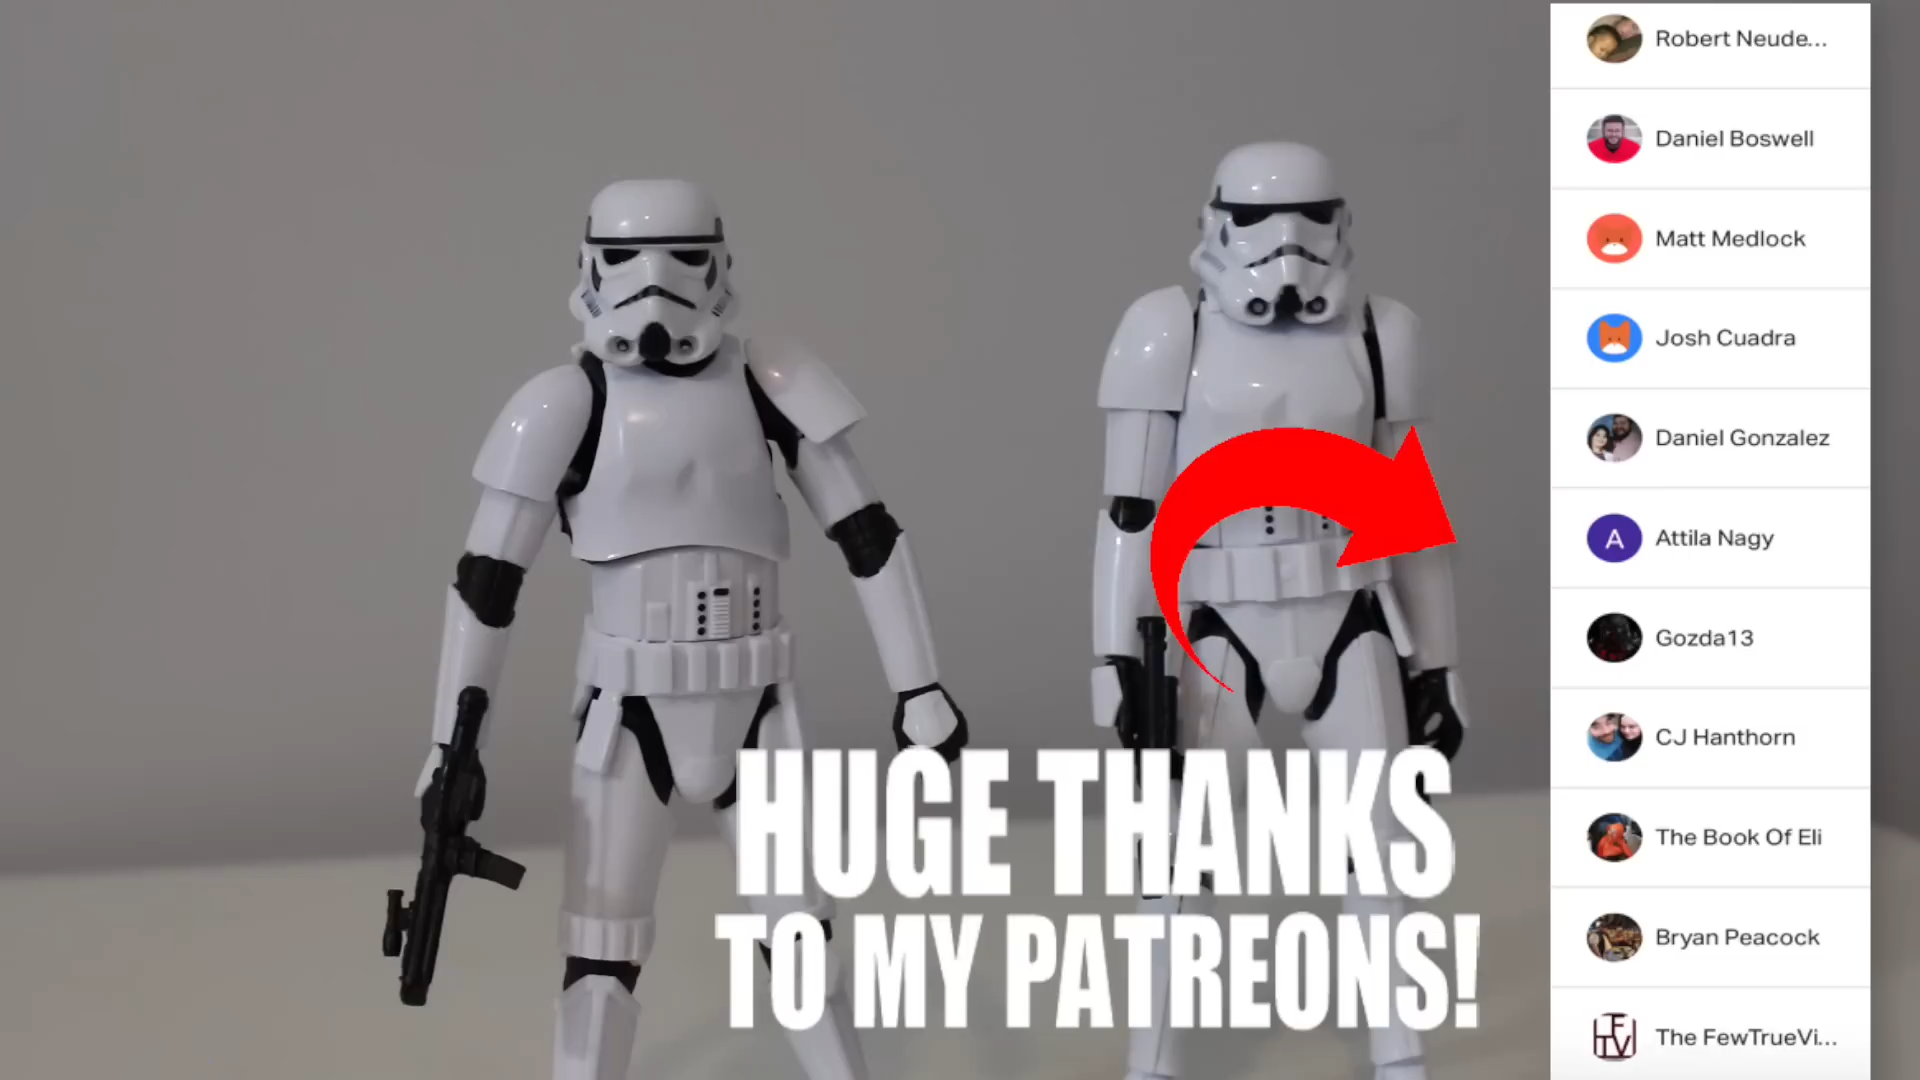 Robert Neude...
Daniel Boswell
Matt Medlock
Josh Cuadra
Daniel Gonzalez
A
Attila Nagy
Gozda13
CJ Hanthorn
The Book Of Eli
Bryan Peacock
The FewTrueVi...
HUGE THANKS
TO MY PATREONS!